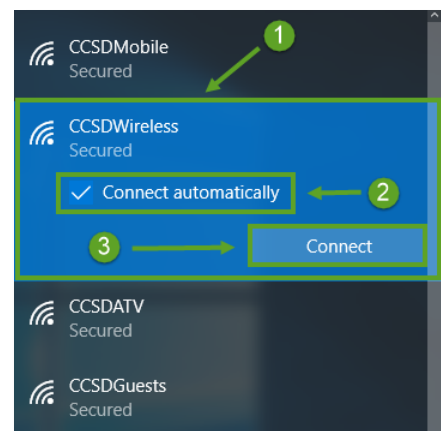 CCSDMobile
Secured
1
CCSDWireless
Secured
Connect automatically
2
3
Connect
CCSDATV
Secured
CCSDGuests
Secured